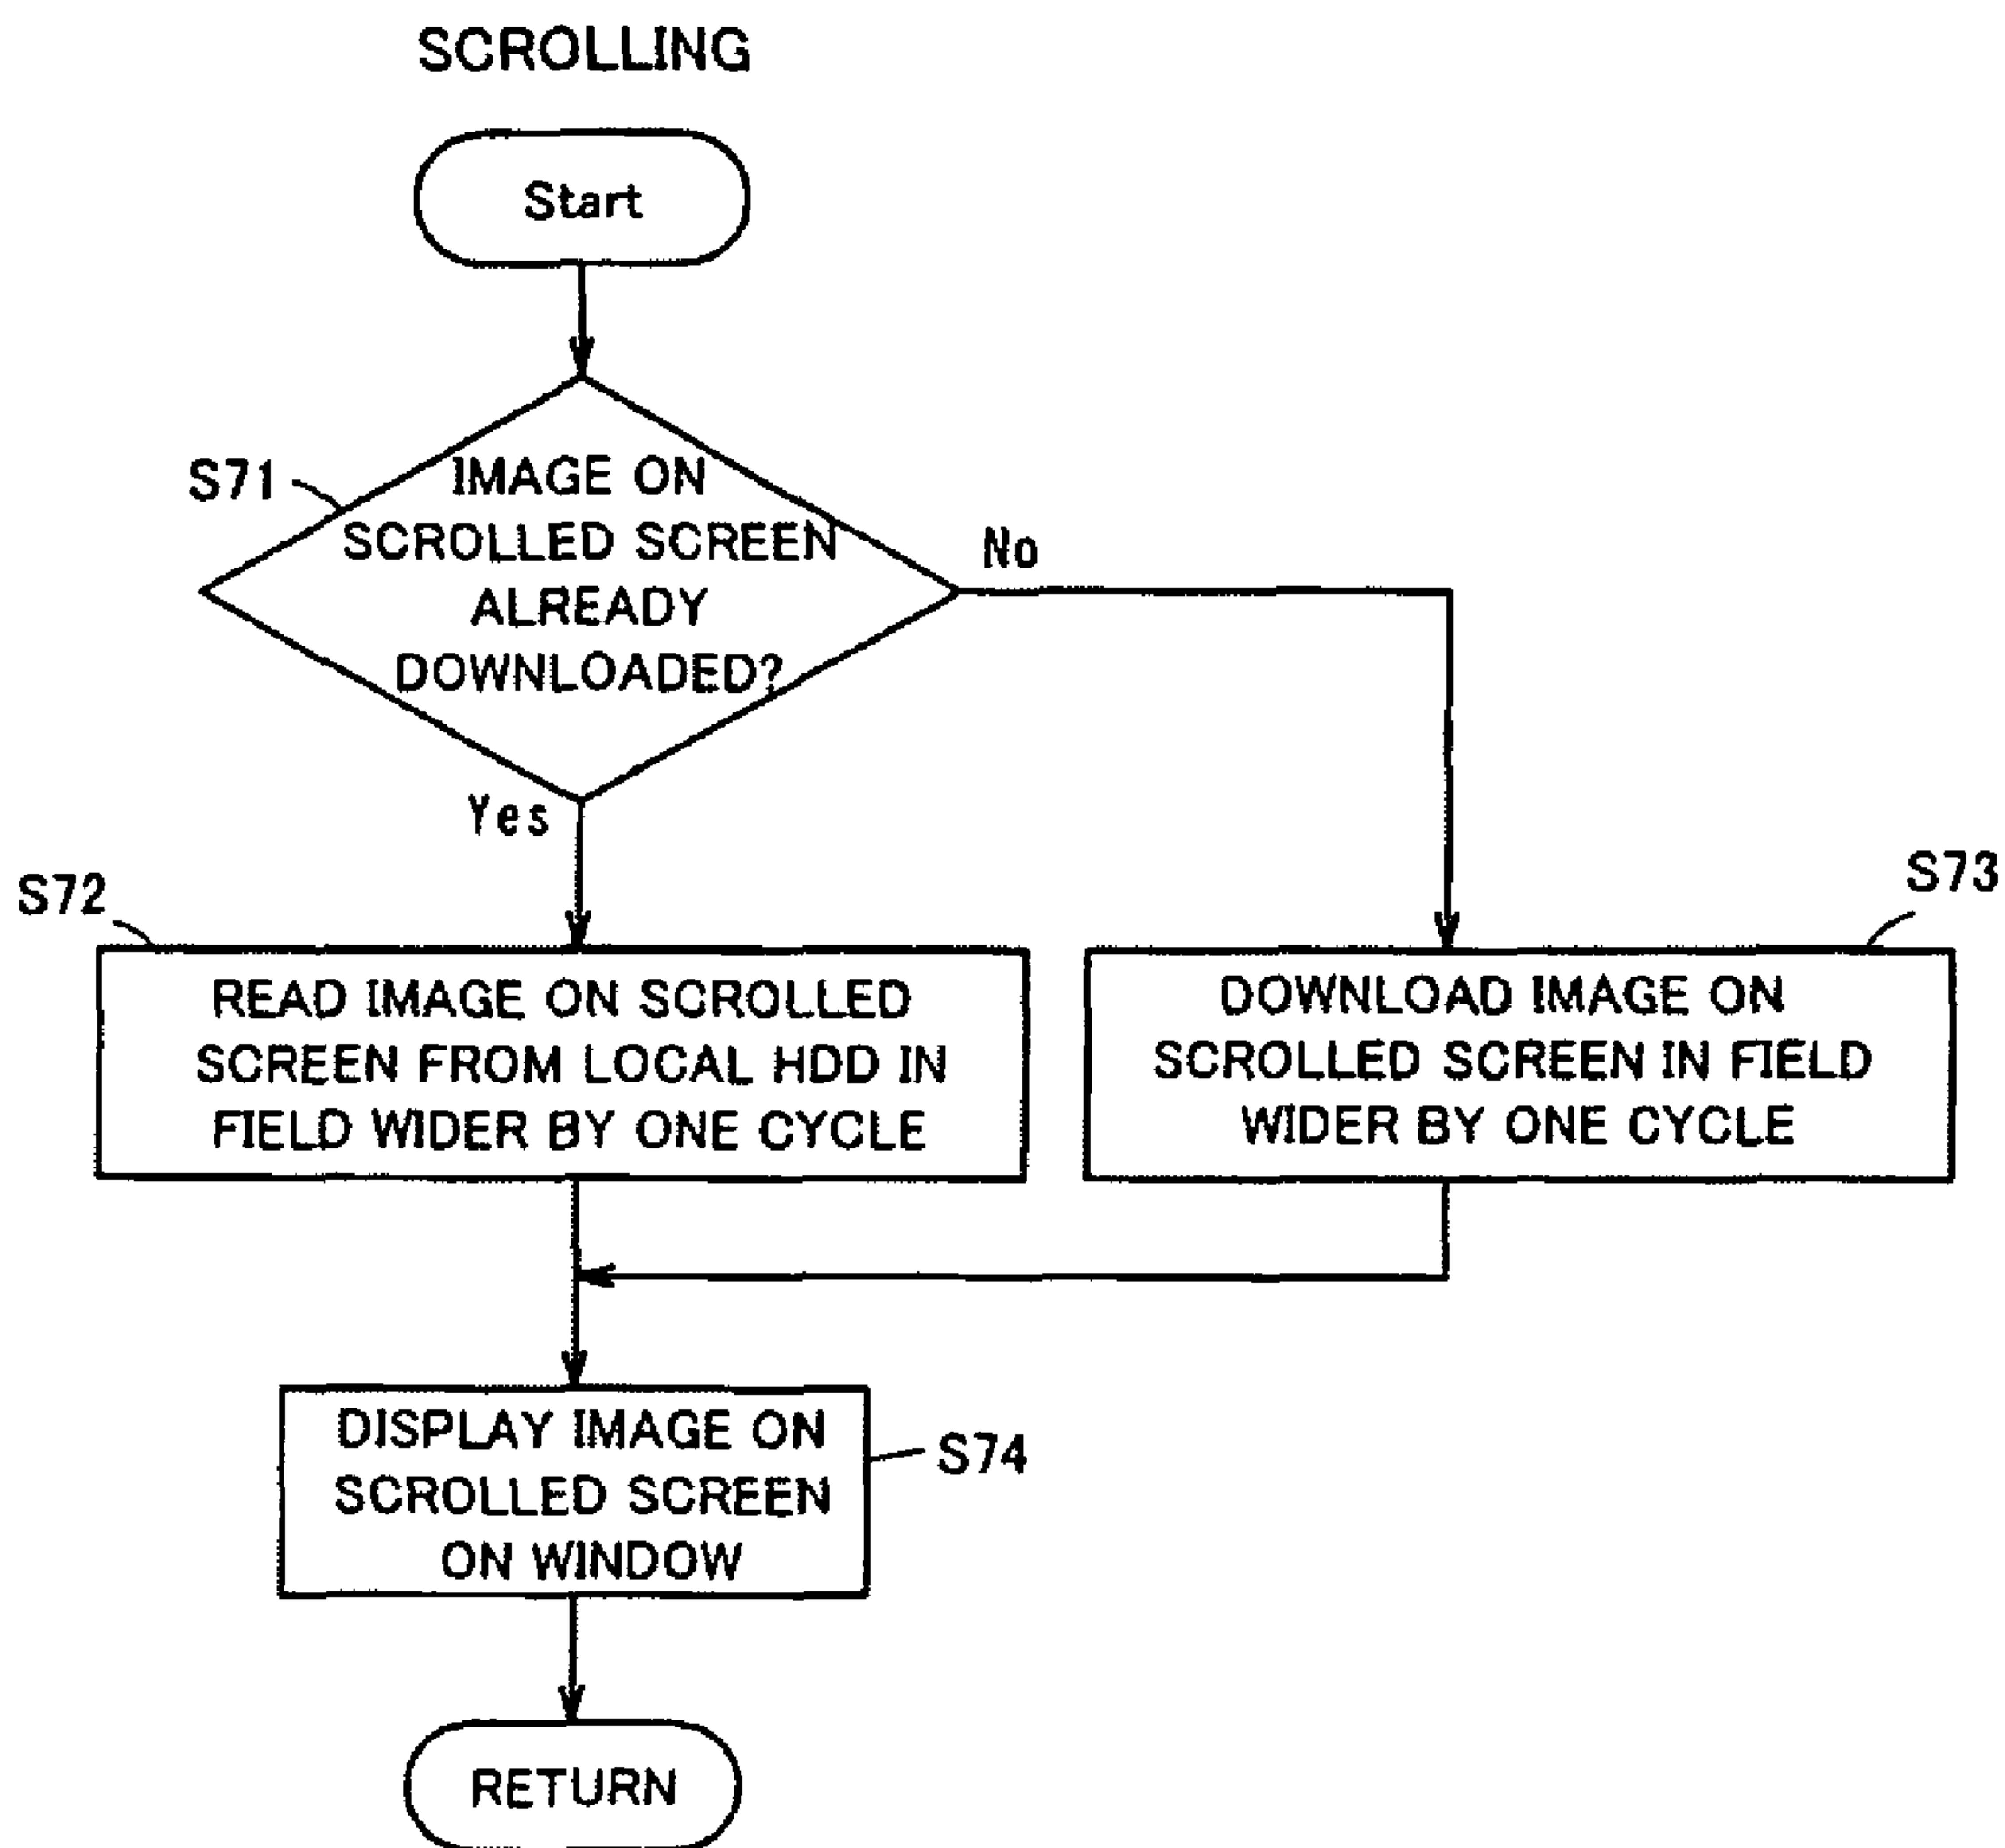 SCROLLING
Start
S71
IMAGE ON
SCROLLED SCREEN
ALREADY
DOWNLOADED?
No
Yes
S72
READ IMAGE ON SCROLLED
SCREEN FROM LOCAL HDD IN
FIELD WIDER BY ONE CYCLE
S73
DOWNLOAD IMAGE ON
SCROLLED SCREEN IN FIELD
WIDER BY ONE CYCLE
DISPLAY IMAGE ON
SCROLLED SCREEN
ON WINDOW
S74
RETURN